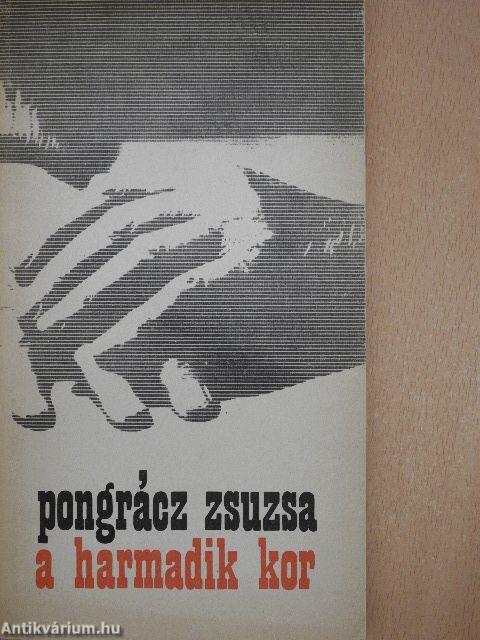 pongrácz zsuzsa
a harmadik kor
Antikvárium.hu